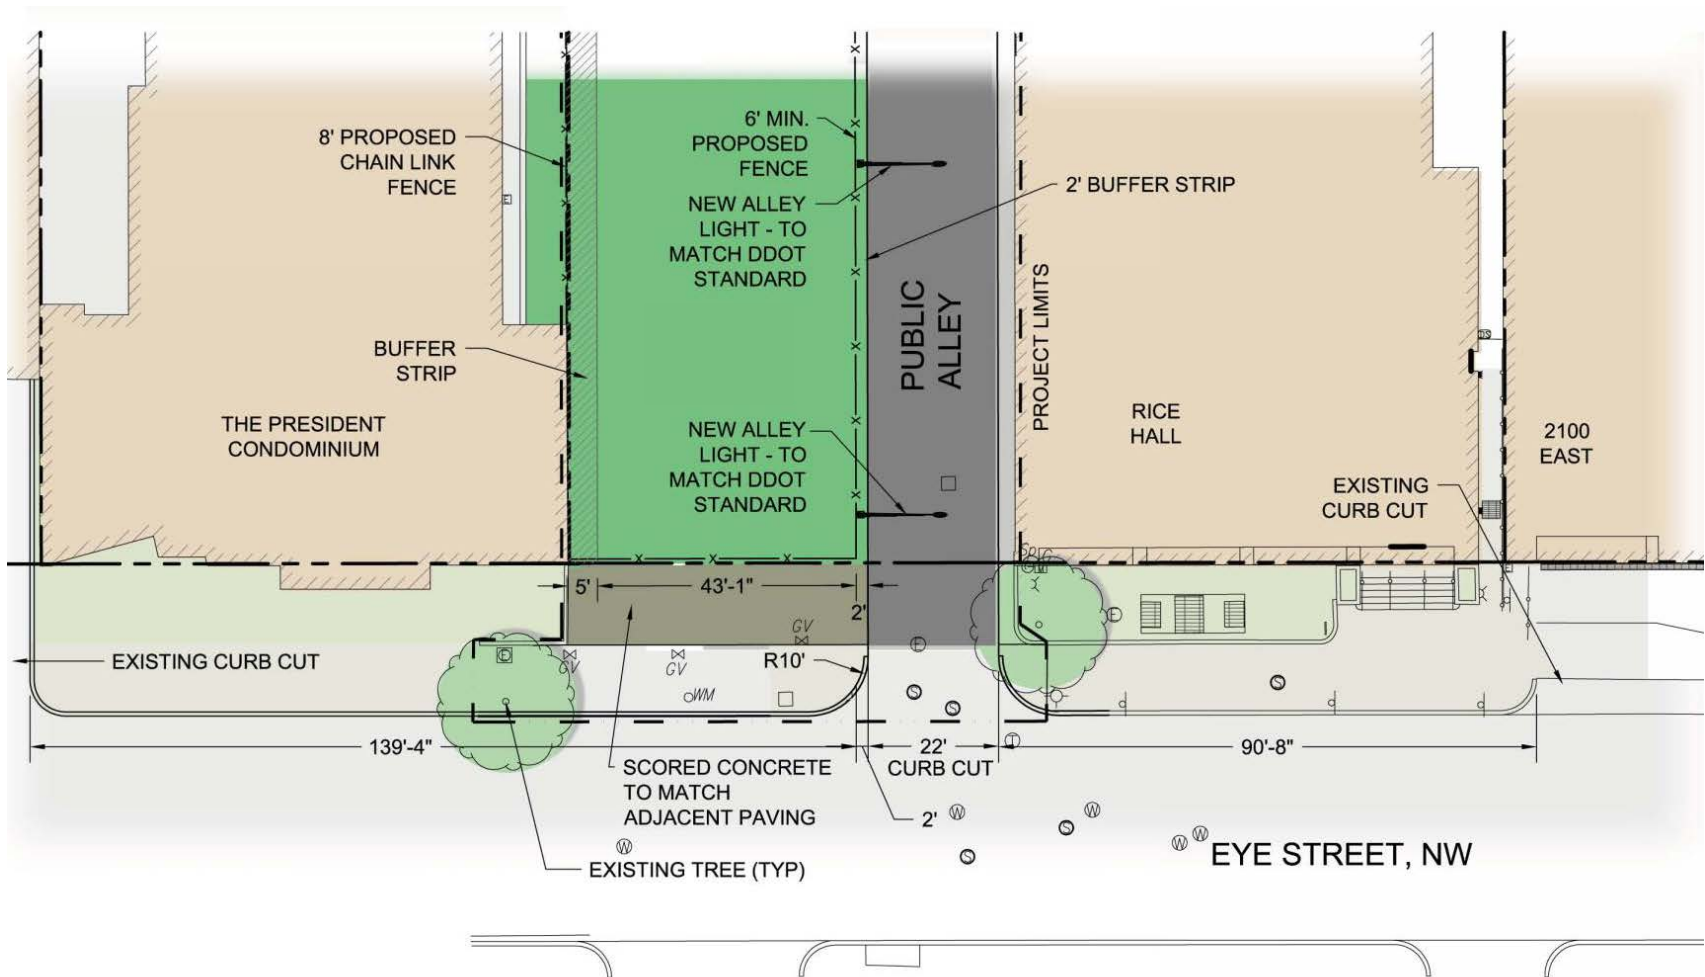 8' PROPOSED
CHAIN LINK
FENCE
6' MIN.
PROPOSED
FENCE
NEW ALLEY
LIGHT - TO
MATCH DDOT
STANDARD
2' BUFFER STRIP
PUBLIC
ALLEY
PROJECT LIMITS
BUFFER
STRIP
THE PRESIDENT
CONDOMINIUM
NEW ALLEY
LIGHT - TO
MATCH DDOT
STANDARD
RICE
HALL
2100
EAST
EXISTING
CURB CUT
5'
43'-1"
2'
GV
GV
GV
WM
R10'
EXISTING CURB CUT
E
E
E
E
S
S
S
T
139'-4"
22'
CURB CUT
90'-8"
2'
SCORED CONCRETE
TO MATCH
ADJACENT PAVING
EXISTING TREE (TYP)
W
W
W
W
W
S
S
EYE STREET, NW